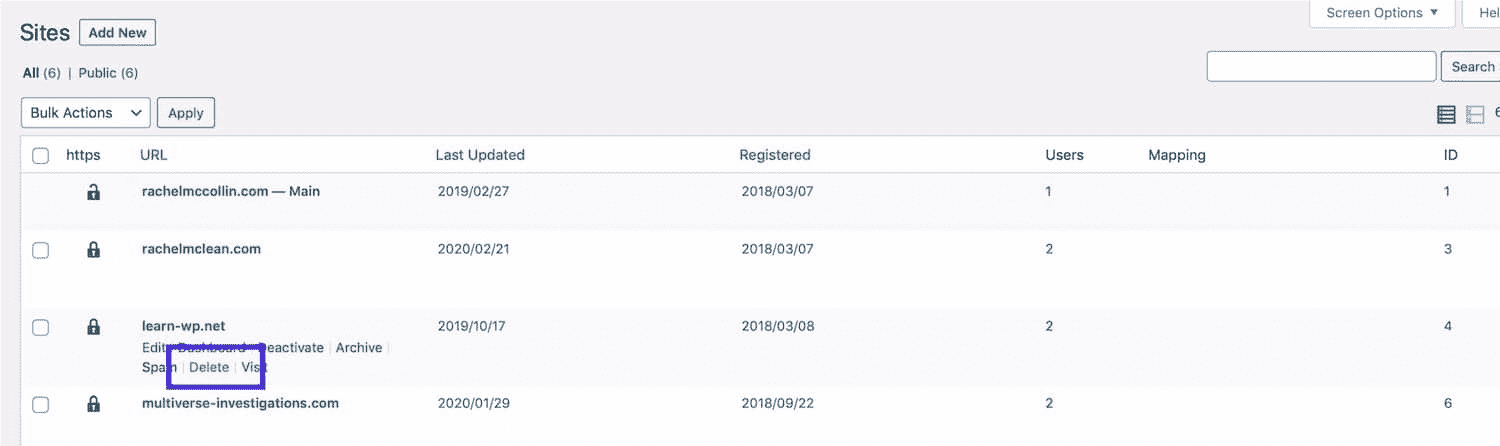 Screen Options ▼ Hel
Sites Add New
All (6) | Public (6)
Search
Bulk Actions Apply
6
https URL Last Updated Registered Users Mapping ID
rachelmccollin.com — Main 2019/02/27 2018/03/07 1 1
rachelmclean.com 2020/02/21 2018/03/07 2 3
learn-wp.net 2019/10/17 2018/03/08 2 4
Edit | Dashboard | Deactivate | Archive |
Spam | Delete | Visit
multiverse-investigations.com 2020/01/29 2018/09/22 2 6